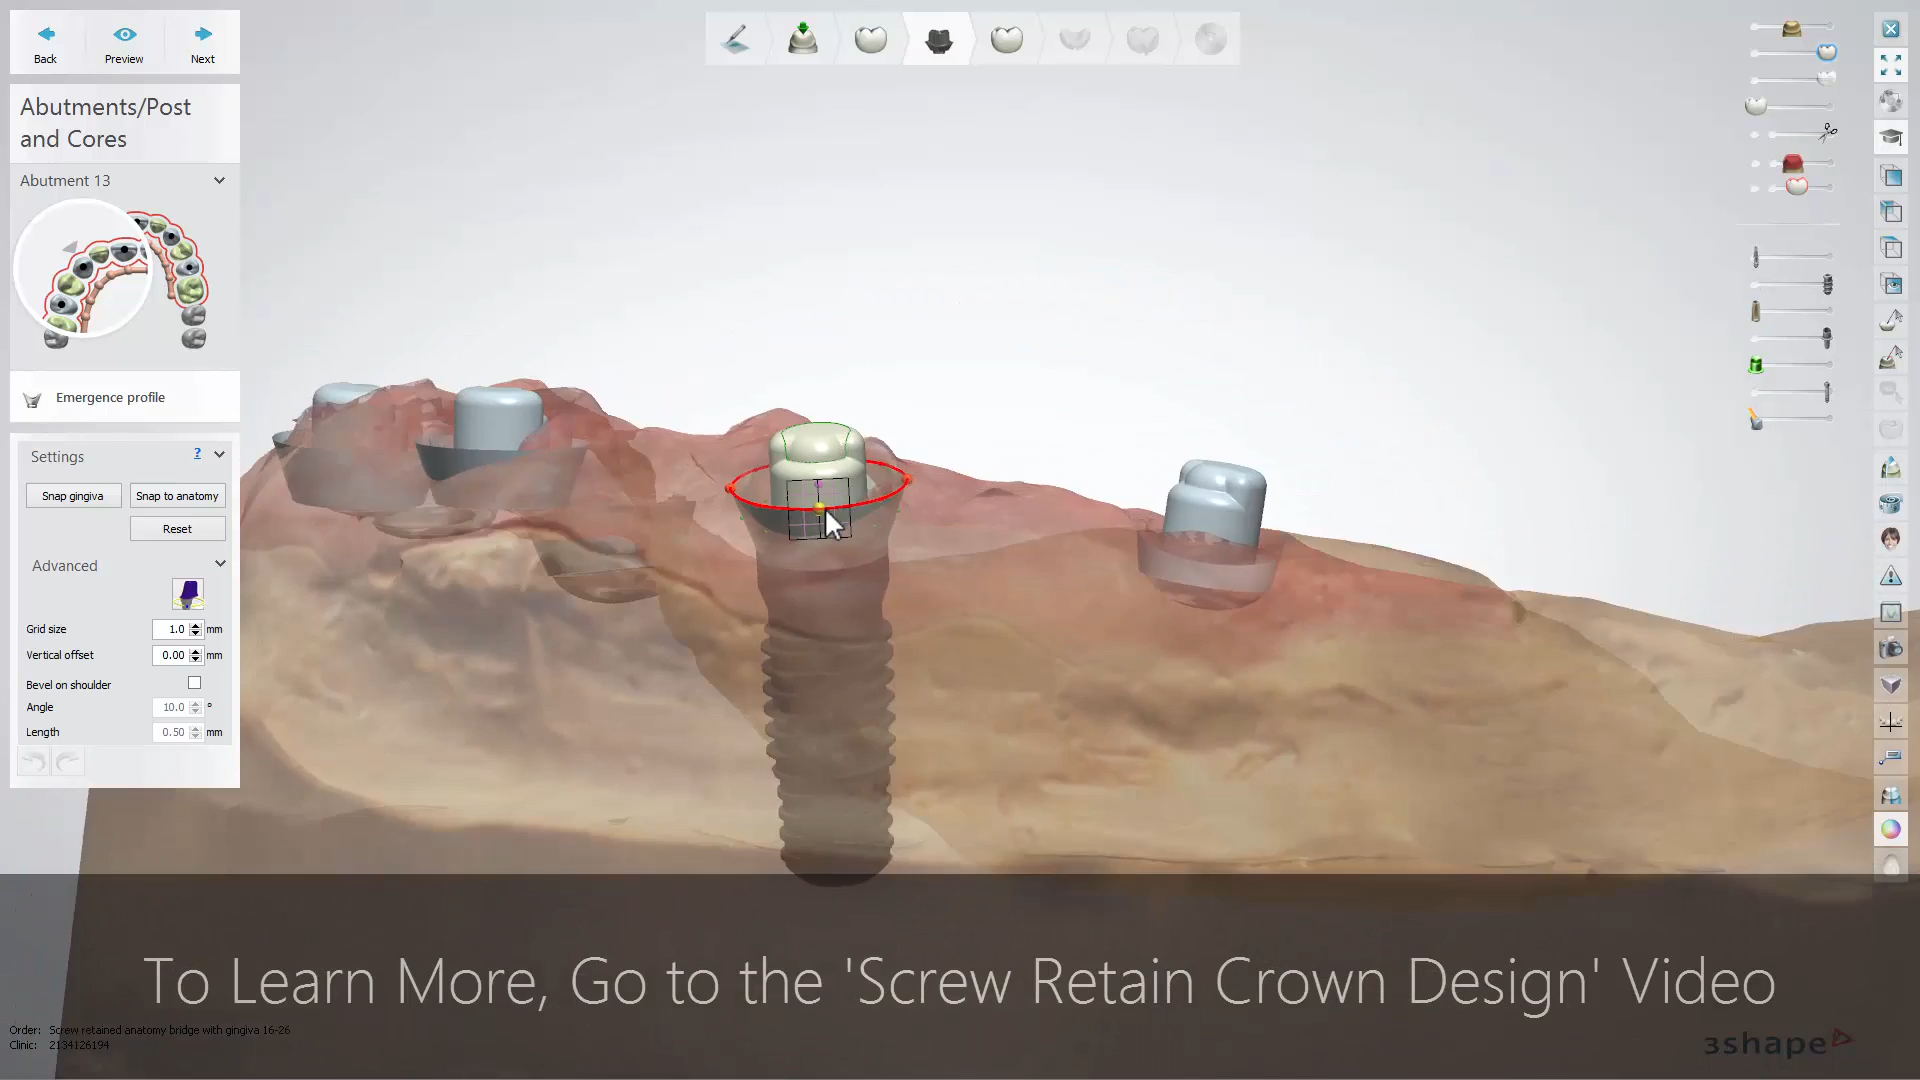 Back
Preview
Next
Abutments/Post
and Cores
Abutment 13
Emergence profile
Settings
?
Snap gingiva
Snap to anatomy
Reset
Advanced
Grid size 1.0 mm
Vertical offset 0.00 mm
Bevel on shoulder
Angle 10.0 °
Length 0.50 mm
To Learn More, Go to the 'Screw Retain Crown Design' Video
Order: Screw retained anatomy bridge with gingiva 16-26
Clinic: 2134126194
3shape